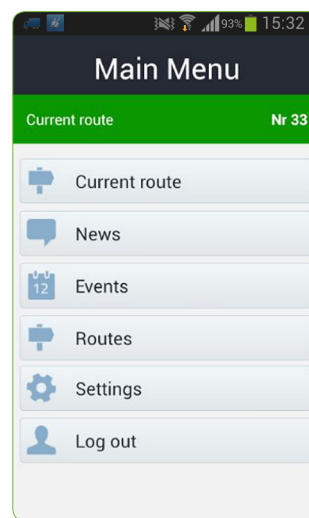 93% 15:32
Main Menu
Current route Nr 33
Current route
News
12 Events
Routes
Settings
Log out